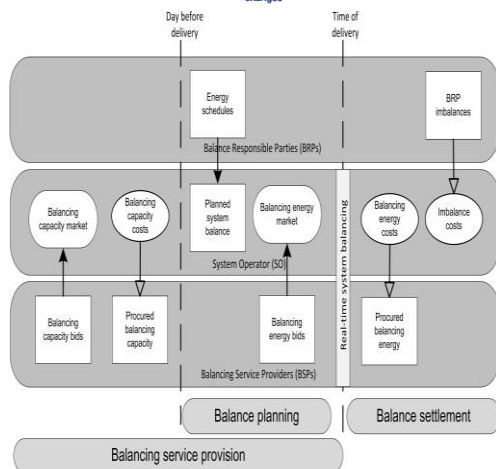 changes
Day before
delivery
Time of
delivery
Energy
schedules
BRP
imbalances
Balance Responsible Parties (BRPs)
Balancing
capacity market
Balancing
capacity
costs
Planned
system
balance
Balancing energy
market
Balancing
energy
costs
Imbalance
costs
System Operator (SO)
Real-time system balancing
Balancing
capacity bids
Procured
balancing
capacity
Balancing
energy bids
Procured
balancing
energy
Balancing Service Providers (BSPs)
Balance planning
Balance settlement
Balancing service provision